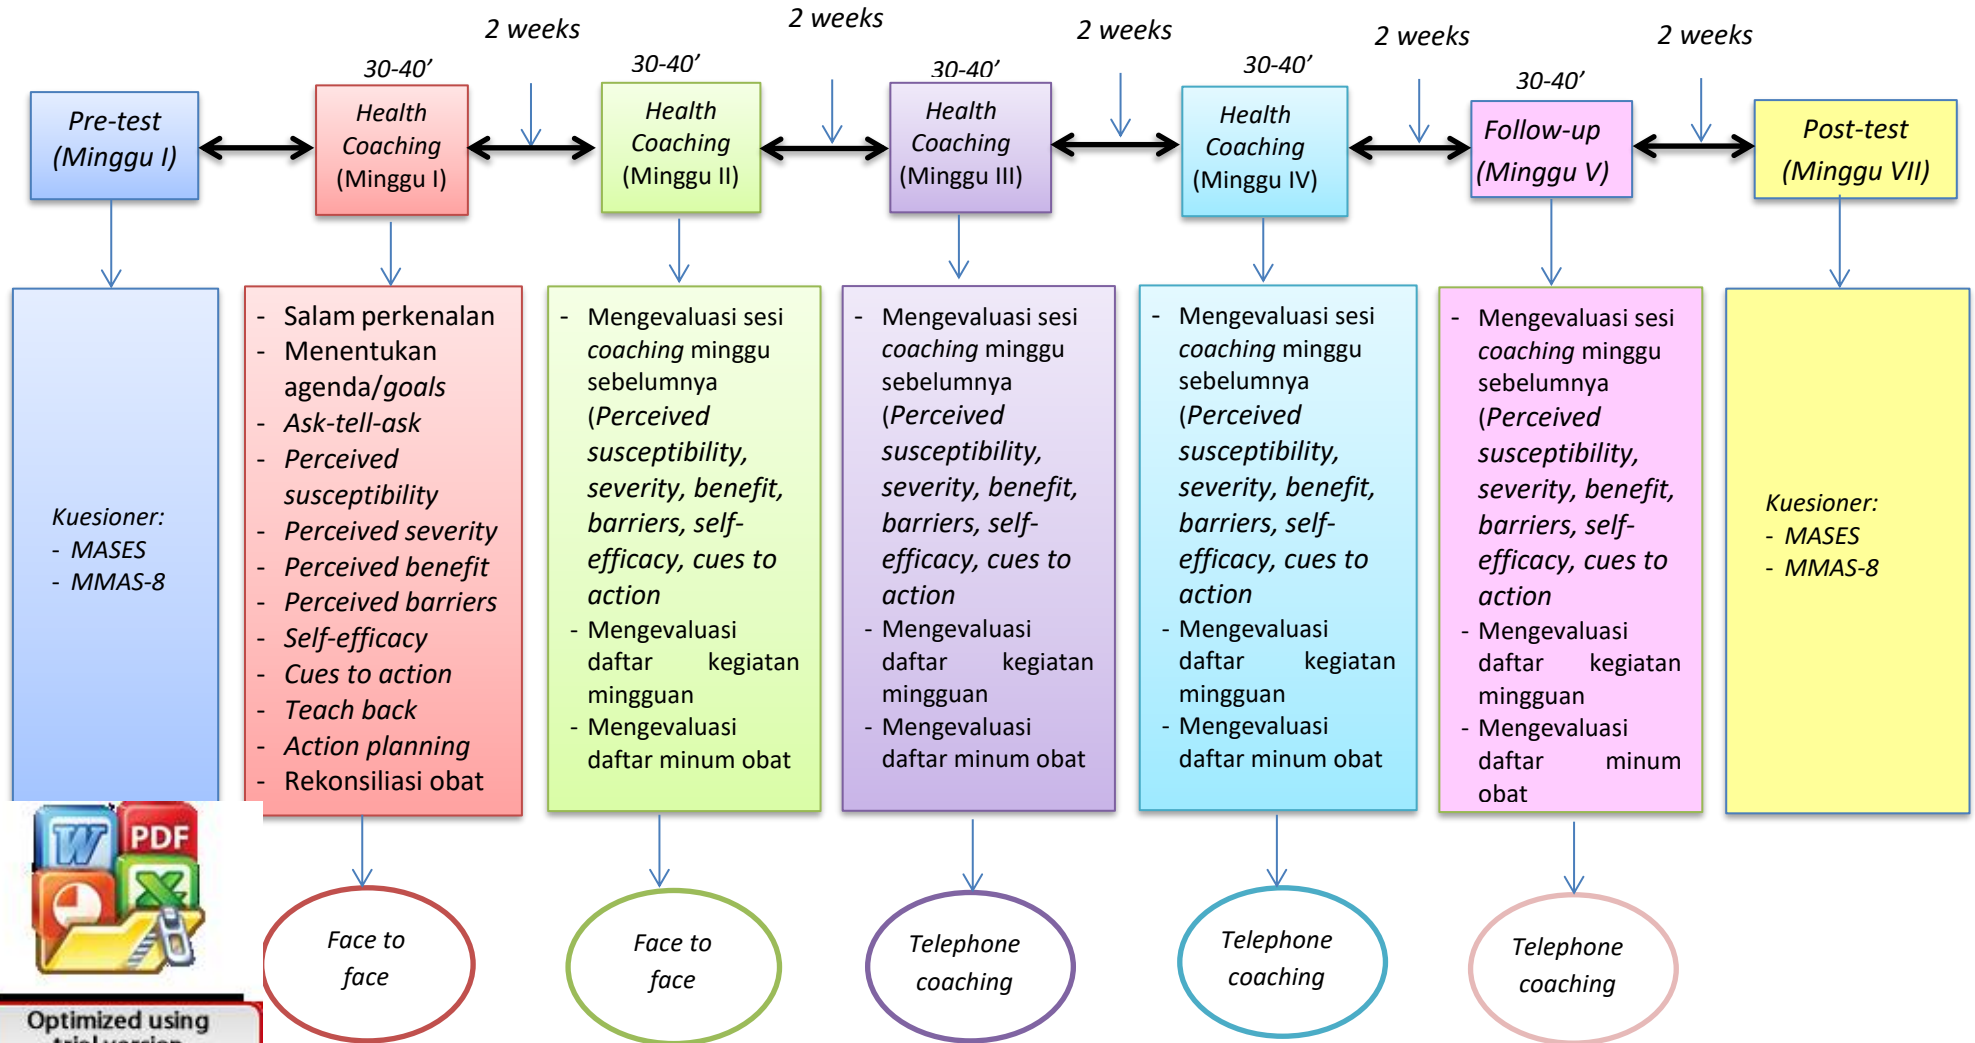 2 weeks
2 weeks
2 weeks
2 weeks
2 weeks
30-40’
30-40’
30-40’
30-40’
30-40’
Pre-test
(Minggu I)
Health
Coaching
(Minggu I)
Health
Coaching
(Minggu II)
Health
Coaching
(Minggu III)
Health
Coaching
(Minggu IV)
Follow-up
(Minggu V)
Post-test
(Minggu VII)
Kuesioner:
- MASES
- MMAS-8
- Salam perkenalan
- Menentukan
agenda/goals
- Ask-tell-ask
- Perceived
susceptibility
- Perceived severity
- Perceived benefit
- Perceived barriers
- Self-efficacy
- Cues to action
- Teach back
- Action planning
- Rekonsiliasi obat
- Mengevaluasi sesi
coaching minggu
sebelumnya
(Perceived
susceptibility,
severity, benefit,
barriers, self-
efficacy, cues to
action
- Mengevaluasi
daftar kegiatan
mingguan
- Mengevaluasi
daftar minum obat
- Mengevaluasi sesi
coaching minggu
sebelumnya
(Perceived
susceptibility,
severity, benefit,
barriers, self-
efficacy, cues to
action
- Mengevaluasi
daftar kegiatan
mingguan
- Mengevaluasi
daftar minum obat
- Mengevaluasi sesi
coaching minggu
sebelumnya
(Perceived
susceptibility,
severity, benefit,
barriers, self-
efficacy, cues to
action
- Mengevaluasi
daftar kegiatan
mingguan
- Mengevaluasi
daftar minum obat
- Mengevaluasi sesi
coaching minggu
sebelumnya
(Perceived
susceptibility,
severity, benefit,
barriers, self-
efficacy, cues to
action
- Mengevaluasi
daftar kegiatan
mingguan
- Mengevaluasi
daftar minum
obat
Kuesioner:
- MASES
- MMAS-8
W
PDF
X
Face to
face
Face to
face
Telephone
coaching
Telephone
coaching
Telephone
coaching
Optimized using
trial version